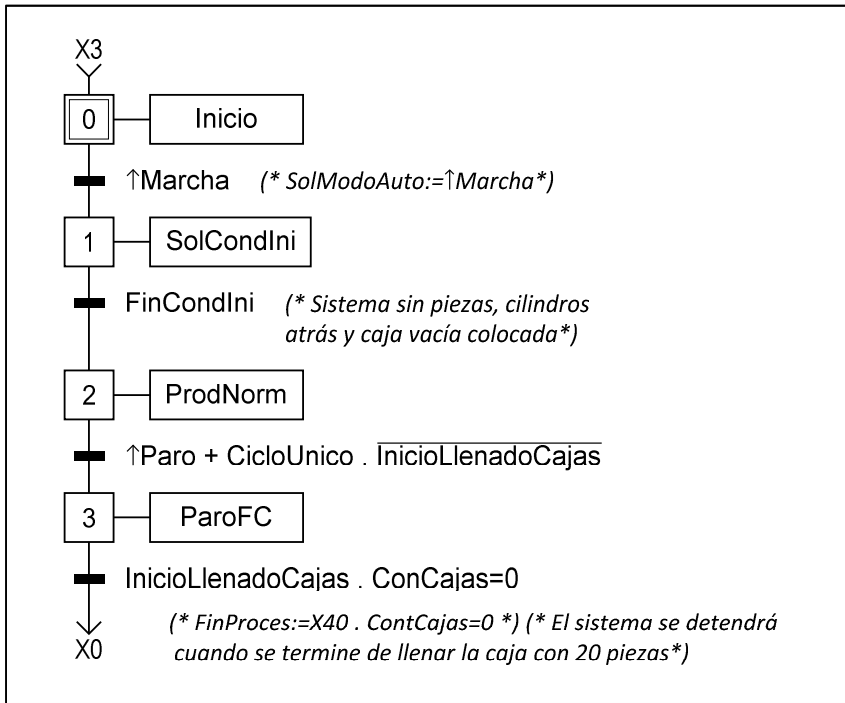 X3
0 Inicio
↑Marcha (* SolModoAuto:=↑Marcha*)
1 SolCondIni
FinCondIni (* Sistema sin piezas, cilindros
atrás y caja vacía colocada*)
2 ProdNorm
↑Paro + CicloUnico . InicioLlenadoCajas
3 ParoFC
InicioLlenadoCajas . ConCajas=0
(* FinProces:=X40 . ContCajas=0 *) (* El sistema se detendrá
X0 cuando se termine de llenar la caja con 20 piezas*)